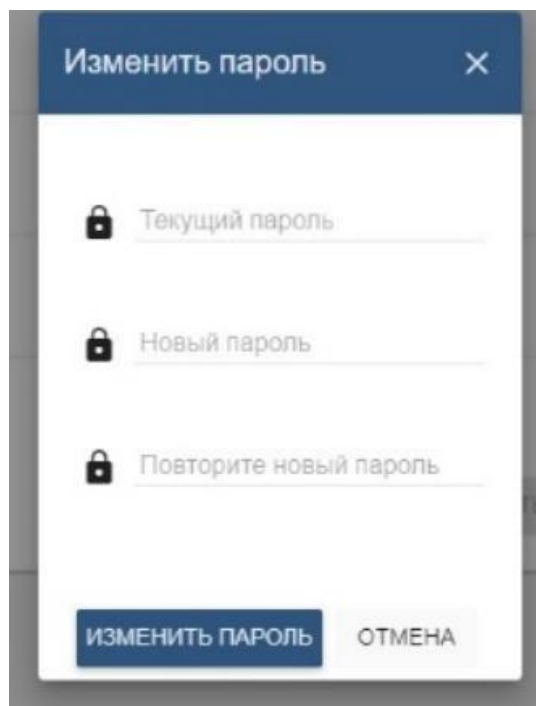 Изменить пароль
Текущий пароль
Новый пароль
Повторите новый пароль
ИЗМЕНИТЬ ПАРОЛЬ ОТМЕНА